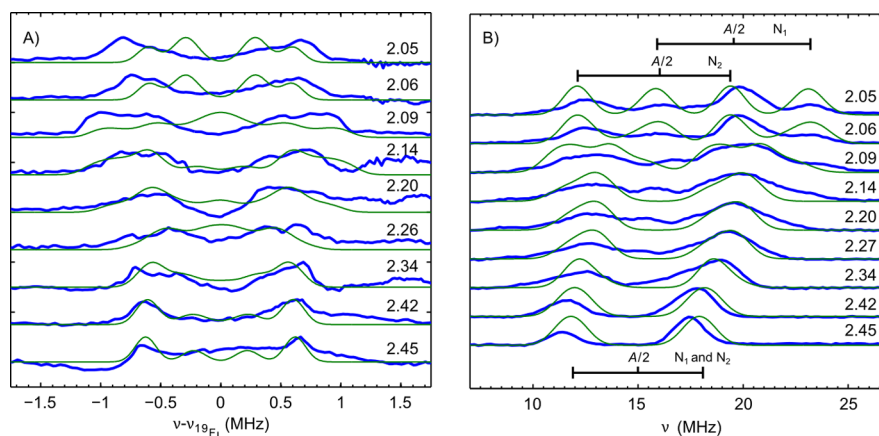 A)
2.05
2.06
2.09
2.14
2.20
2.26
2.34
2.42
2.45
−1.5 −1 −0.5 0 0.5 1 1.5
ν-ν19F1 (MHz)
B)
A/2 N1
A/2 N2
2.05
2.06
2.09
2.14
2.20
2.27
2.34
2.42
2.45
A/2 N1 and N2
10 15 20 25
ν (MHz)